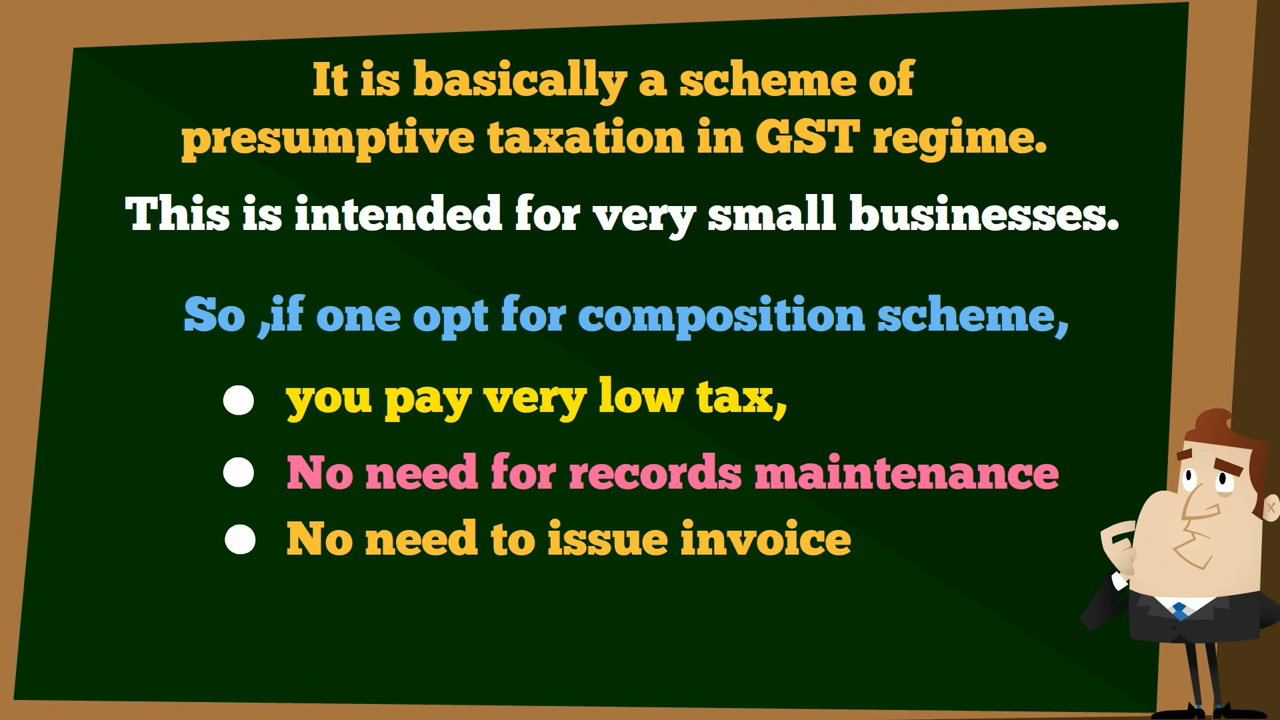 It is basically a scheme of
presumptive taxation in GST regime.
This is intended for very small businesses.
So ,if one opt for composition scheme,
you pay very low tax,
No need for records maintenance
No need to issue invoice